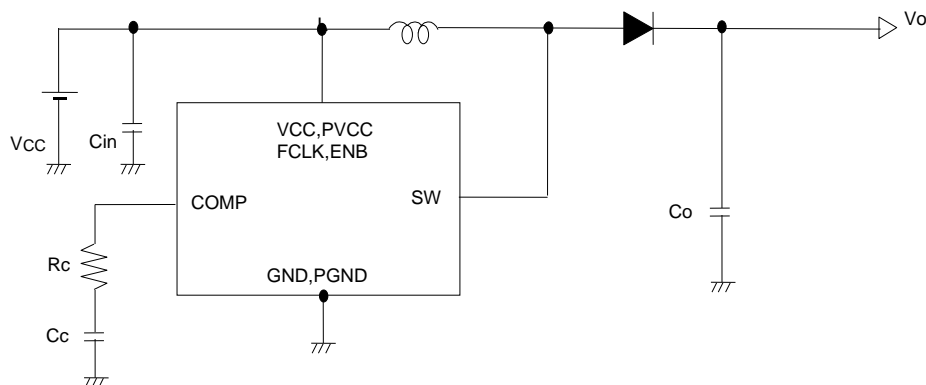 Vo
VCC
Cin
VCC,PVCC
FCLK,ENB
COMP
SW
Co
Rc
GND,PGND
Cc